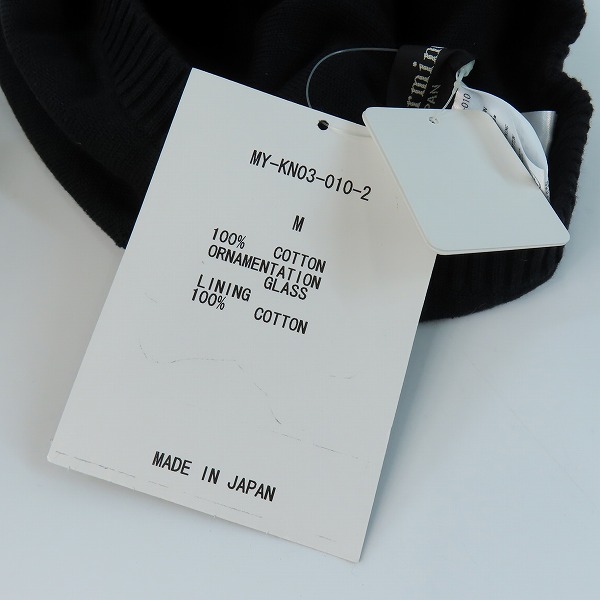 MY-KN03-010-2
M
100% COTTON
ORNAMENTATION
GLASS
LINING
100% COTTON
MADE IN JAPAN